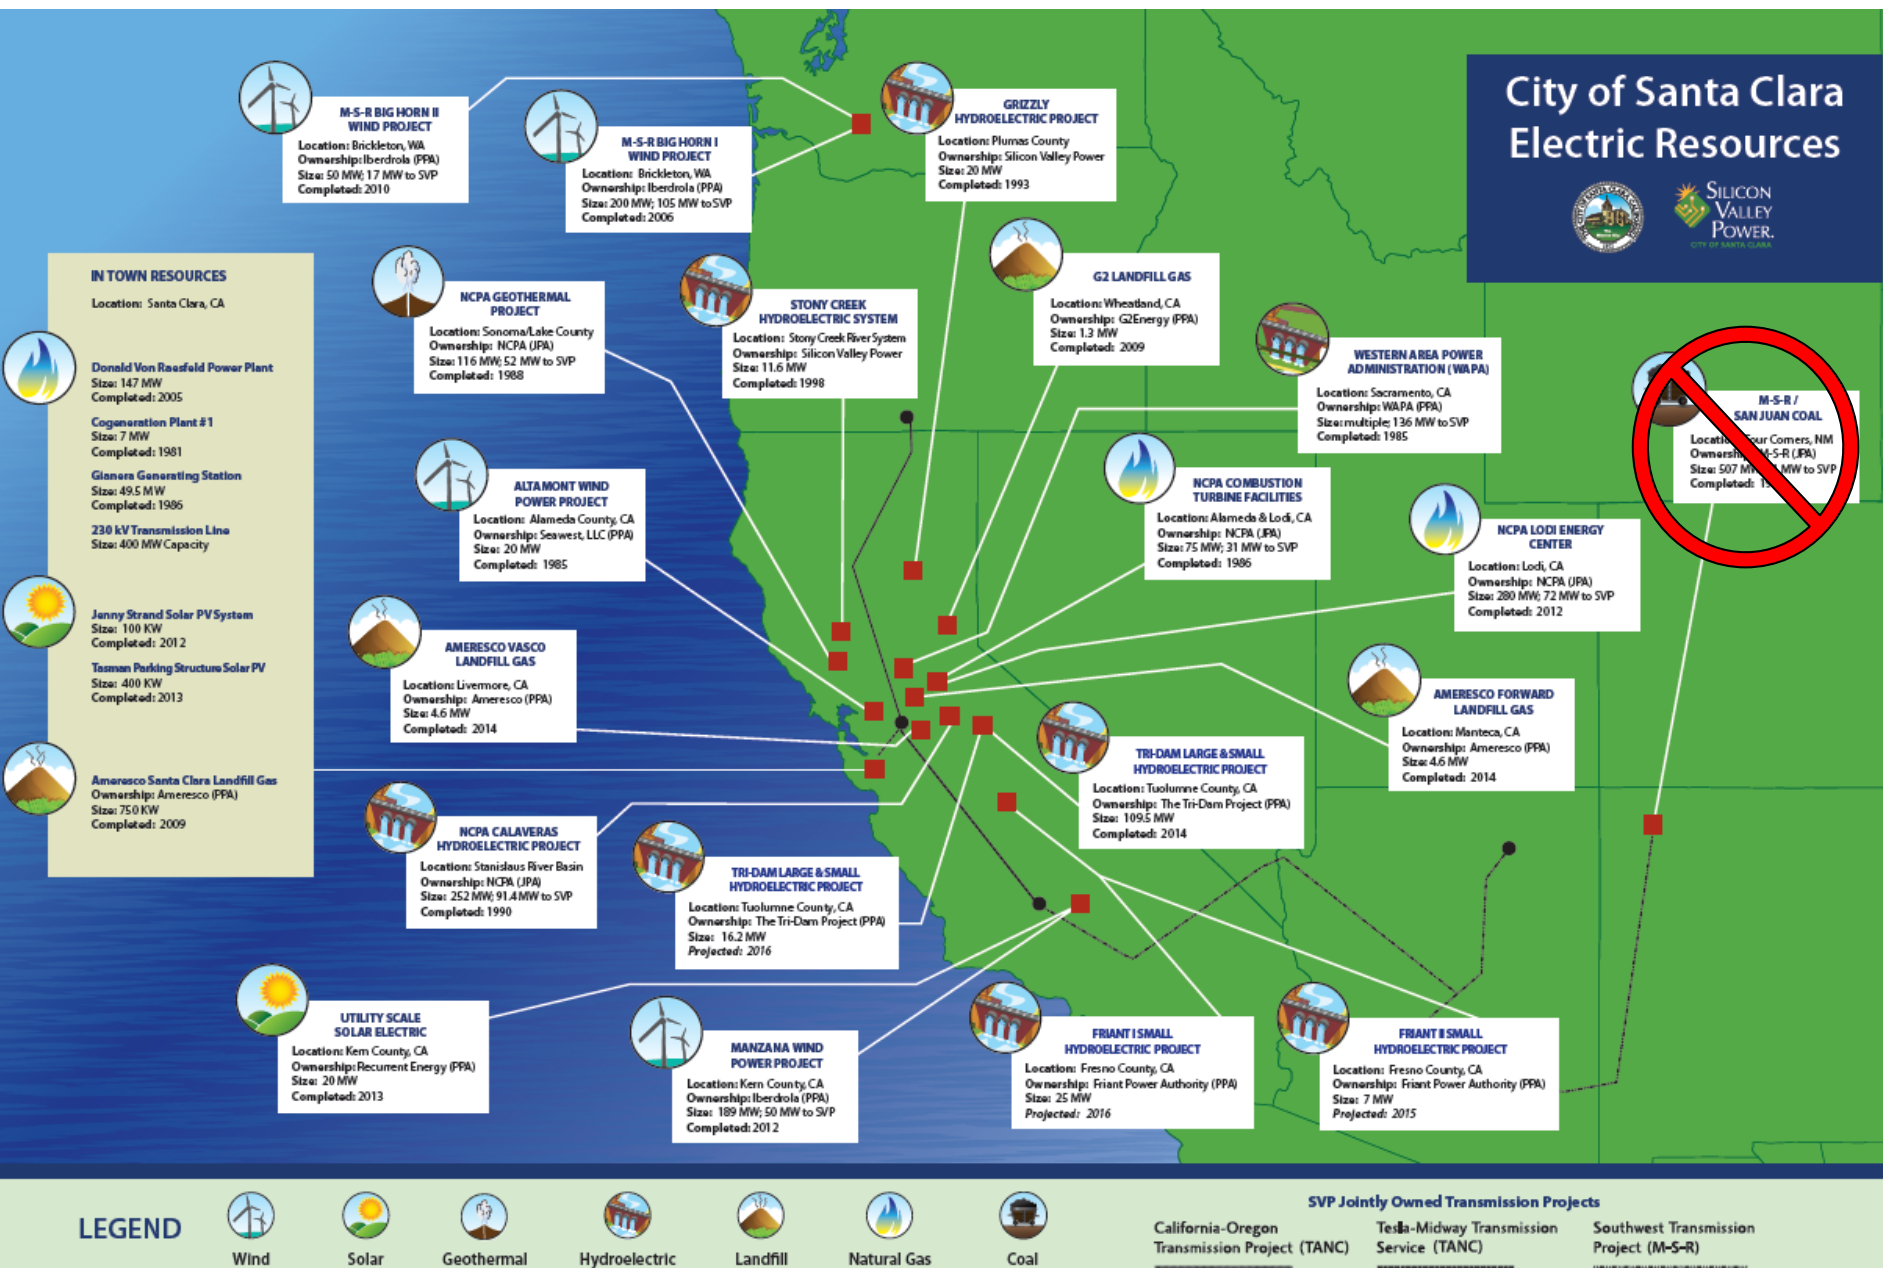 City of Santa Clara
Electric Resources
SILICON
VALLEY
POWER.
CITY OF SANTA CLARA
M-S-R BIG HORN II
WIND PROJECT
Location: Brickleton, WA
Ownership: Iberdrola (PPA)
Size: 50 MW; 17 MW to SVP
Completed: 2010
M-S-R BIG HORN I
WIND PROJECT
Location: Brickleton, WA
Ownership: Iberdrola (PPA)
Size: 200 MW; 105 MW to SVP
Completed: 2006
GRIZZLY
HYDROELECTRIC PROJECT
Location: Plumas County
Ownership: Silicon Valley Power
Size: 20 MW
Completed: 1993
IN TOWN RESOURCES
Location: Santa Clara, CA
Donald Von Raesfeld Power Plant
Size: 147 MW
Completed: 2005
Cogeneration Plant #1
Size: 7 MW
Completed: 1981
Gianera Generating Station
Size: 49.5 MW
Completed: 1986
230 kV Transmission Line
Size: 400 MW Capacity
Jenny Strand Solar PV System
Size: 100 KW
Completed: 2012
Tasman Parking Structure Solar PV
Size: 400 KW
Completed: 2013
Ameresco Santa Clara Landfill Gas
Ownership: Ameresco (PPA)
Size: 750 KW
Completed: 2009
NCPA GEOTHERMAL
PROJECT
Location: Sonoma/Lake County
Ownership: NCPA (JPA)
Size: 116 MW; 52 MW to SVP
Completed: 1988
STONY CREEK
HYDROELECTRIC SYSTEM
Location: Stony Creek River System
Ownership: Silicon Valley Power
Size: 11.6 MW
Completed: 1998
G2 LANDFILL GAS
Location: Wheatland, CA
Ownership: G2Energy (PPA)
Size: 1.3 MW
Completed: 2009
WESTERN AREA POWER
ADMINISTRATION (WAPA)
Location: Sacramento, CA
Ownership: WAPA (PPA)
Size: multiple; 136 MW to SVP
Completed: 1985
M-S-R /
SAN JUAN COAL
Four Corners, NM
M-S-R (JPA)
Size: 507 MW MW to SVP
Completed:
ALTAMONT WIND
POWER PROJECT
Location: Alameda County, CA
Ownership: Seawest, LLC (PPA)
Size: 20 MW
Completed: 1985
NCPA COMBUSTION
TURBINE FACILITIES
Location: Alameda & Lodi, CA
Ownership: NCPA (JPA)
Size: 75 MW; 31 MW to SVP
Completed: 1986
NCPA LODI ENERGY
CENTER
Location: Lodi, CA
Ownership: NCPA (JPA)
Size: 280 MW; 72 MW to SVP
Completed: 2012
AMERESCO VASCO
LANDFILL GAS
Location: Livermore, CA
Ownership: Ameresco (PPA)
Size: 4.6 MW
Completed: 2014
AMERESCO FORWARD
LANDFILL GAS
Location: Manteca, CA
Ownership: Ameresco (PPA)
Size: 4.6 MW
Completed: 2014
TRI-DAM LARGE & SMALL
HYDROELECTRIC PROJECT
Location: Tuolumne County, CA
Ownership: The Tri-Dam Project (PPA)
Size: 109.5 MW
Completed: 2014
NCPA CALAVERAS
HYDROELECTRIC PROJECT
Location: Stanislaus River Basin
Ownership: NCPA (JPA)
Size: 252 MW; 91.4 MW to SVP
Completed: 1990
TRI-DAM LARGE & SMALL
HYDROELECTRIC PROJECT
Location: Tuolumne County, CA
Ownership: The Tri-Dam Project (PPA)
Size: 16.2 MW
Projected: 2016
UTILITY SCALE
SOLAR ELECTRIC
Location: Kern County, CA
Ownership: Recurrent Energy (PPA)
Size: 20 MW
Completed: 2013
MANZANA WIND
POWER PROJECT
Location: Kern County, CA
Ownership: Iberdrola (PPA)
Size: 189 MW; 50 MW to SVP
Completed: 2012
FRIANT I SMALL
HYDROELECTRIC PROJECT
Location: Fresno County, CA
Ownership: Friant Power Authority (PPA)
Size: 25 MW
Projected: 2016
FRIANT II SMALL
HYDROELECTRIC PROJECT
Location: Fresno County, CA
Ownership: Friant Power Authority (PPA)
Size: 7 MW
Projected: 2015
LEGEND
Wind
Solar
Geothermal
Hydroelectric
Landfill
Natural Gas
Coal
SVP Jointly Owned Transmission Projects
California-Oregon
Transmission Project (TANC)
Tesla-Midway Transmission
Service (TANC)
Southwest Transmission
Project (M-S-R)